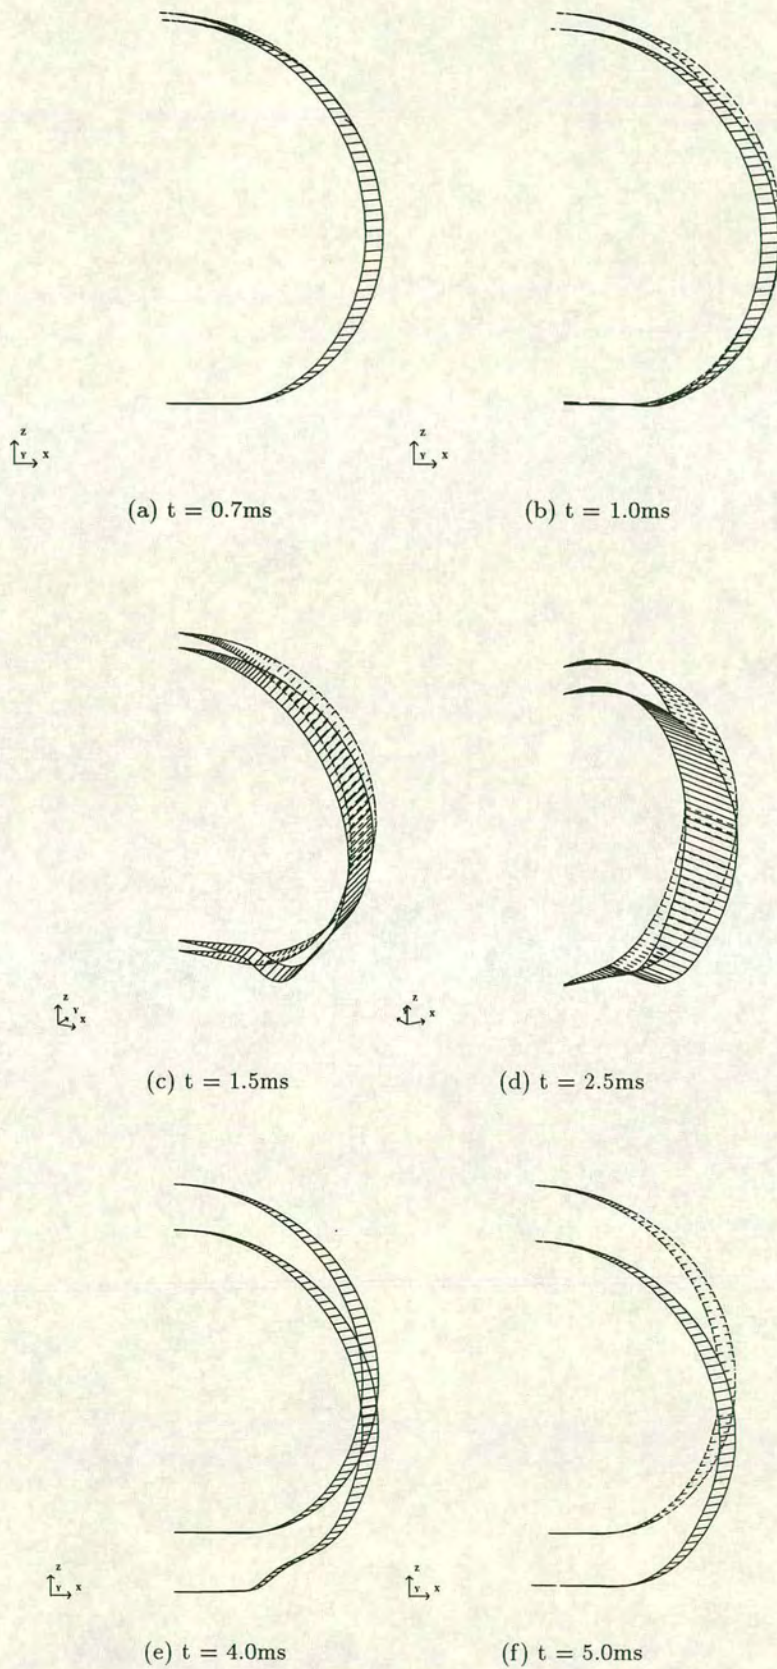 Z
Y X
Z
Y X
(a) t = 0.7ms
(b) t = 1.0ms
Z
Y X
Z
X
(c) t = 1.5ms
(d) t = 2.5ms
Z
Y X
Z
Y X
(e) t = 4.0ms
(f) t = 5.0ms